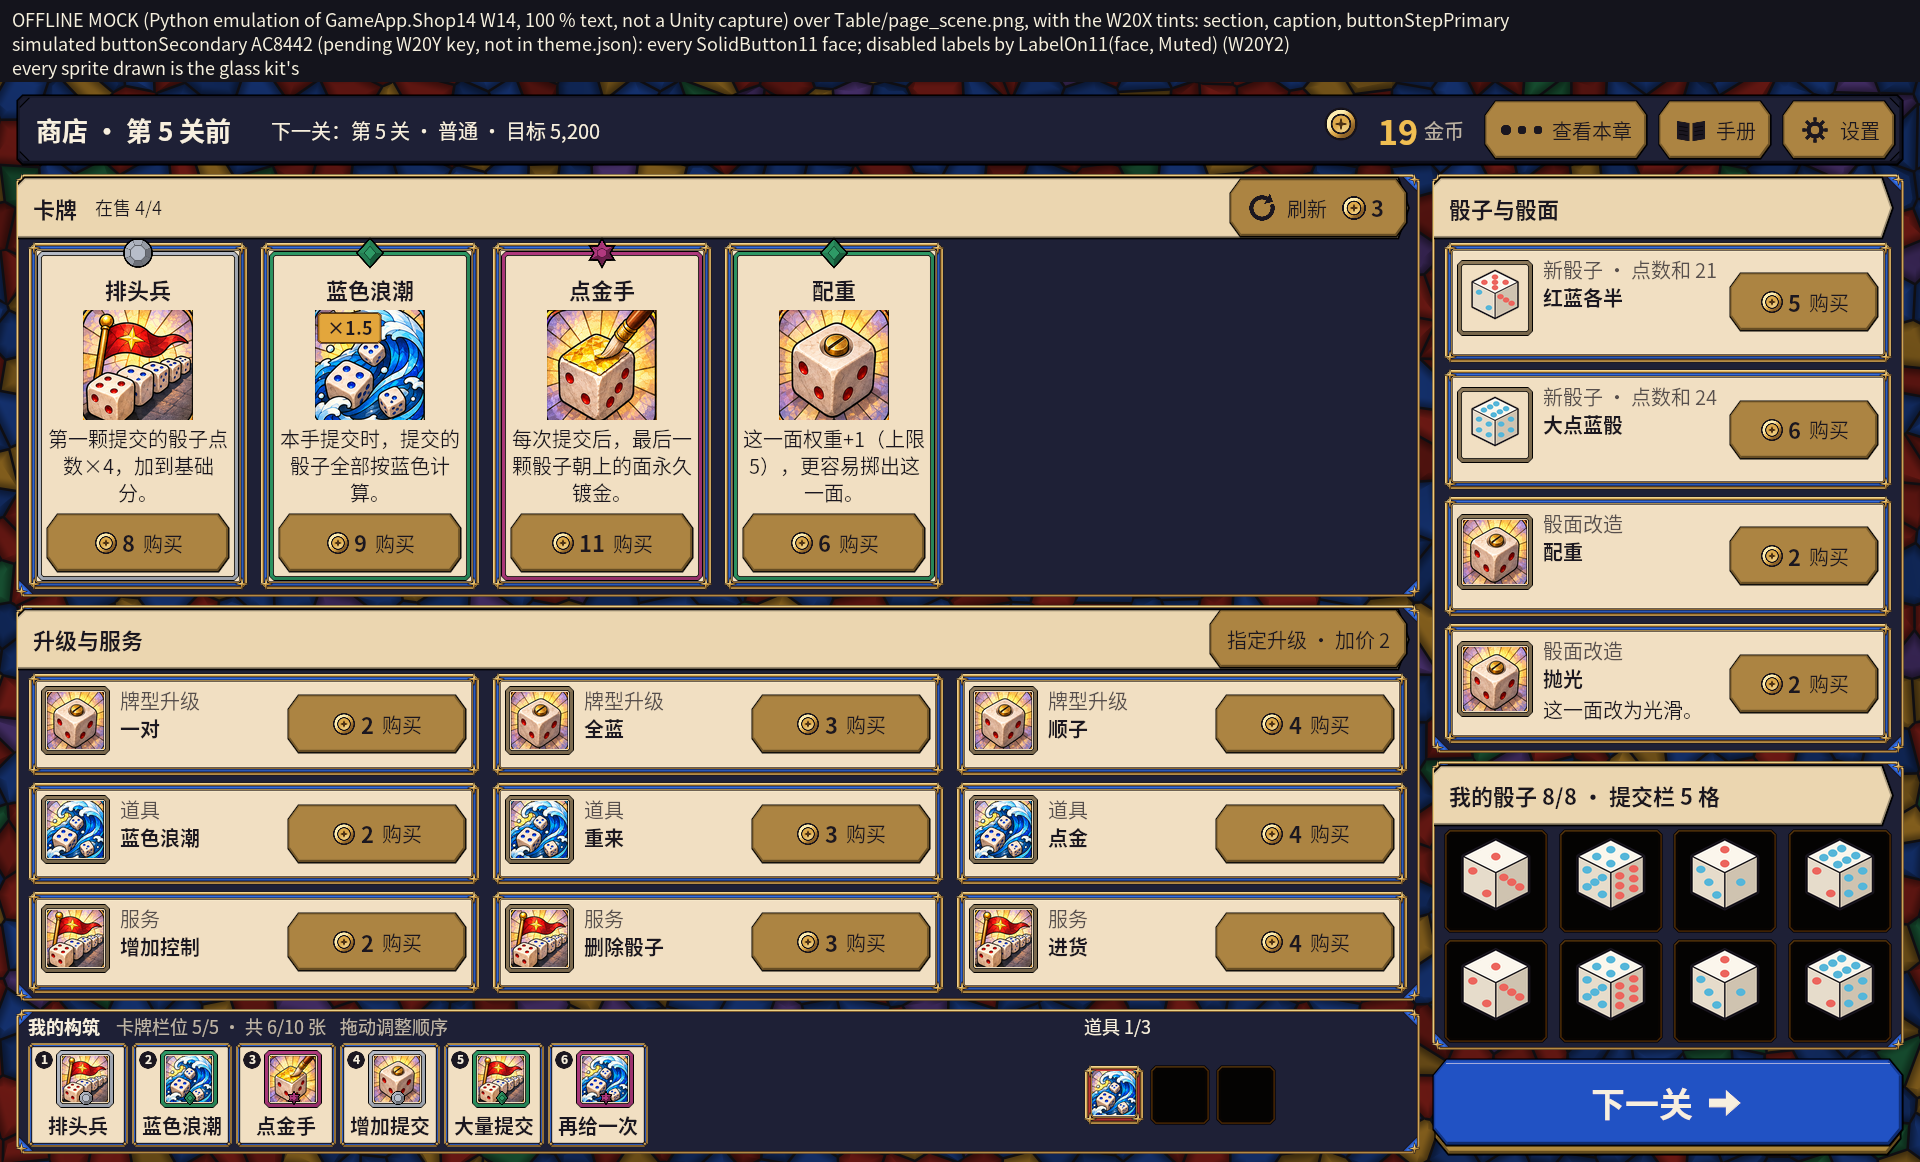 OFFLINE MOCK (Python emulation of GameApp.Shop14 W14, 100 % text, not a Unity capture) over Table/page_scene.png, with the W20X tints: section, caption, buttonStepPrimary
simulated buttonSecondary AC8442 (pending W20Y key, not in theme.json): every SolidButton11 face; disabled labels by LabelOn11(face, Muted) (W20Y2)
every sprite drawn is the glass kit's
商店 · 第 5 关前
下一关：第 5 关 · 普通 · 目标 5,200
19 金币
查看本章
手册
设置
卡牌
在售 4/4
刷新 3
排头兵
第一颗提交的骰子点
数×4，加到基础
分。
8 购买
蓝色浪潮
×1.5
本手提交时，提交的
骰子全部按蓝色计
算。
9 购买
点金手
每次提交后，最后一
颗骰子朝上的面永久
镀金。
11 购买
配重
这一面权重+1（上限
5），更容易掷出这
一面。
6 购买
骰子与骰面
新骰子 · 点数和 21
红蓝各半
5 购买
新骰子 · 点数和 24
大点蓝骰
6 购买
骰面改造
配重
2 购买
骰面改造
抛光
这一面改为光滑。
2 购买
升级与服务
指定升级 · 加价 2
牌型升级
一对
2 购买
牌型升级
全蓝
3 购买
牌型升级
顺子
4 购买
道具
蓝色浪潮
2 购买
道具
重来
3 购买
道具
点金
4 购买
服务
增加控制
2 购买
服务
删除骰子
3 购买
服务
进货
4 购买
我的骰子 8/8 · 提交栏 5 格
我的构筑
卡牌栏位 5/5 · 共 6/10 张 拖动调整顺序
道具 1/3
1
排头兵
2
蓝色浪潮
3
点金手
4
增加提交
5
大量提交
6
再给一次
下一关